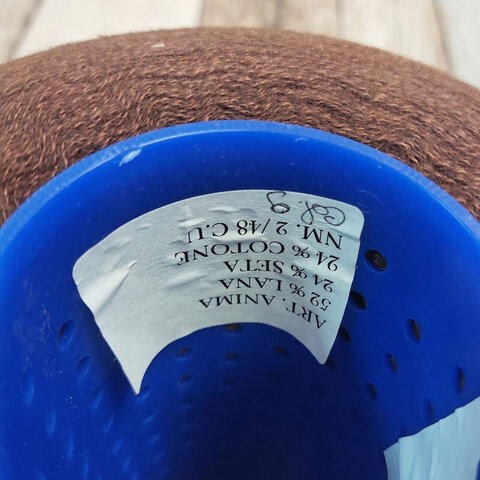 ART. ANIMA
52 % LANA
24 % SETA
24 % COTONE
NM. 2 /48 C.U